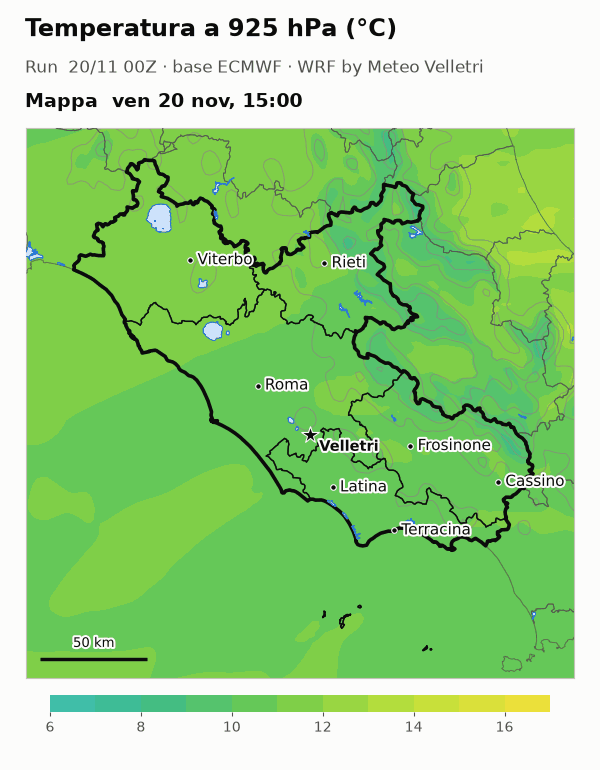 Temperatura a 925 hPa (°C)
Run  20/11 00Z · base ECMWF · WRF by Meteo Velletri
Mappa  ven 20 nov, 15:00
Viterbo
Rieti
Roma
Velletri
Frosinone
Latina
Cassino
Terracina
50 km
6 8 10 12 14 16